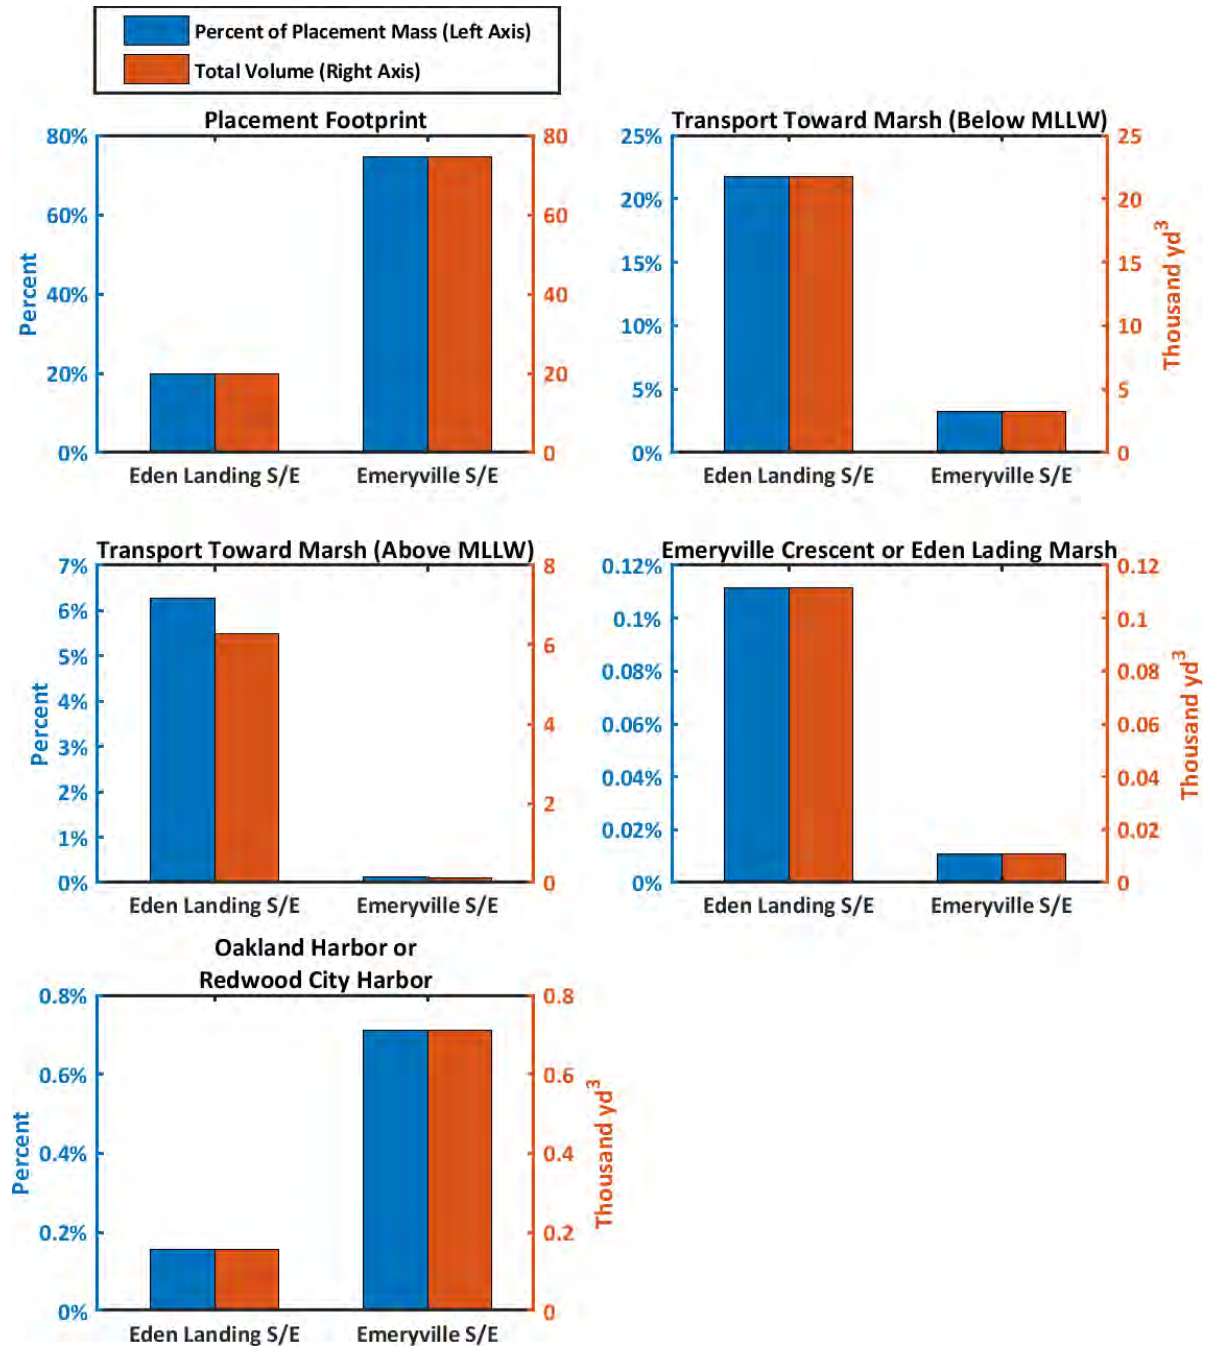 Percent of Placement Mass (Left Axis)
Total Volume (Right Axis)
Placement Footprint
80%
60%
40%
20%
0%
Percent
80
60
40
20
0
Eden Landing S/E
Emeryville S/E
Transport Toward Marsh (Below MLLW)
25%
20%
15%
10%
5%
0%
25
20
15
10
5
0
Thousand yd³
Eden Landing S/E
Emeryville S/E
Transport Toward Marsh (Above MLLW)
7%
6%
5%
4%
3%
2%
1%
0%
Percent
8
6
4
2
0
Eden Landing S/E
Emeryville S/E
Emeryville Crescent or Eden Lading Marsh
0.12%
0.1%
0.08%
0.06%
0.04%
0.02%
0%
0.12
0.1
0.08
0.06
0.04
0.02
0
Thousand yd³
Eden Landing S/E
Emeryville S/E
Oakland Harbor or
Redwood City Harbor
0.8%
0.6%
0.4%
0.2%
0%
Percent
0.8
0.6
0.4
0.2
0
Thousand yd³
Eden Landing S/E
Emeryville S/E